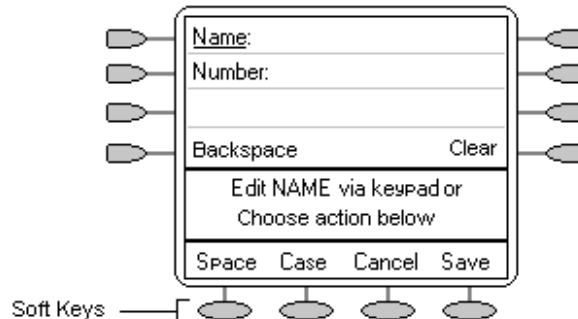 Name:
Number:
Backspace Clear
Edit NAME via keypad or
Choose action below
Space Case Cancel Save
Soft Keys